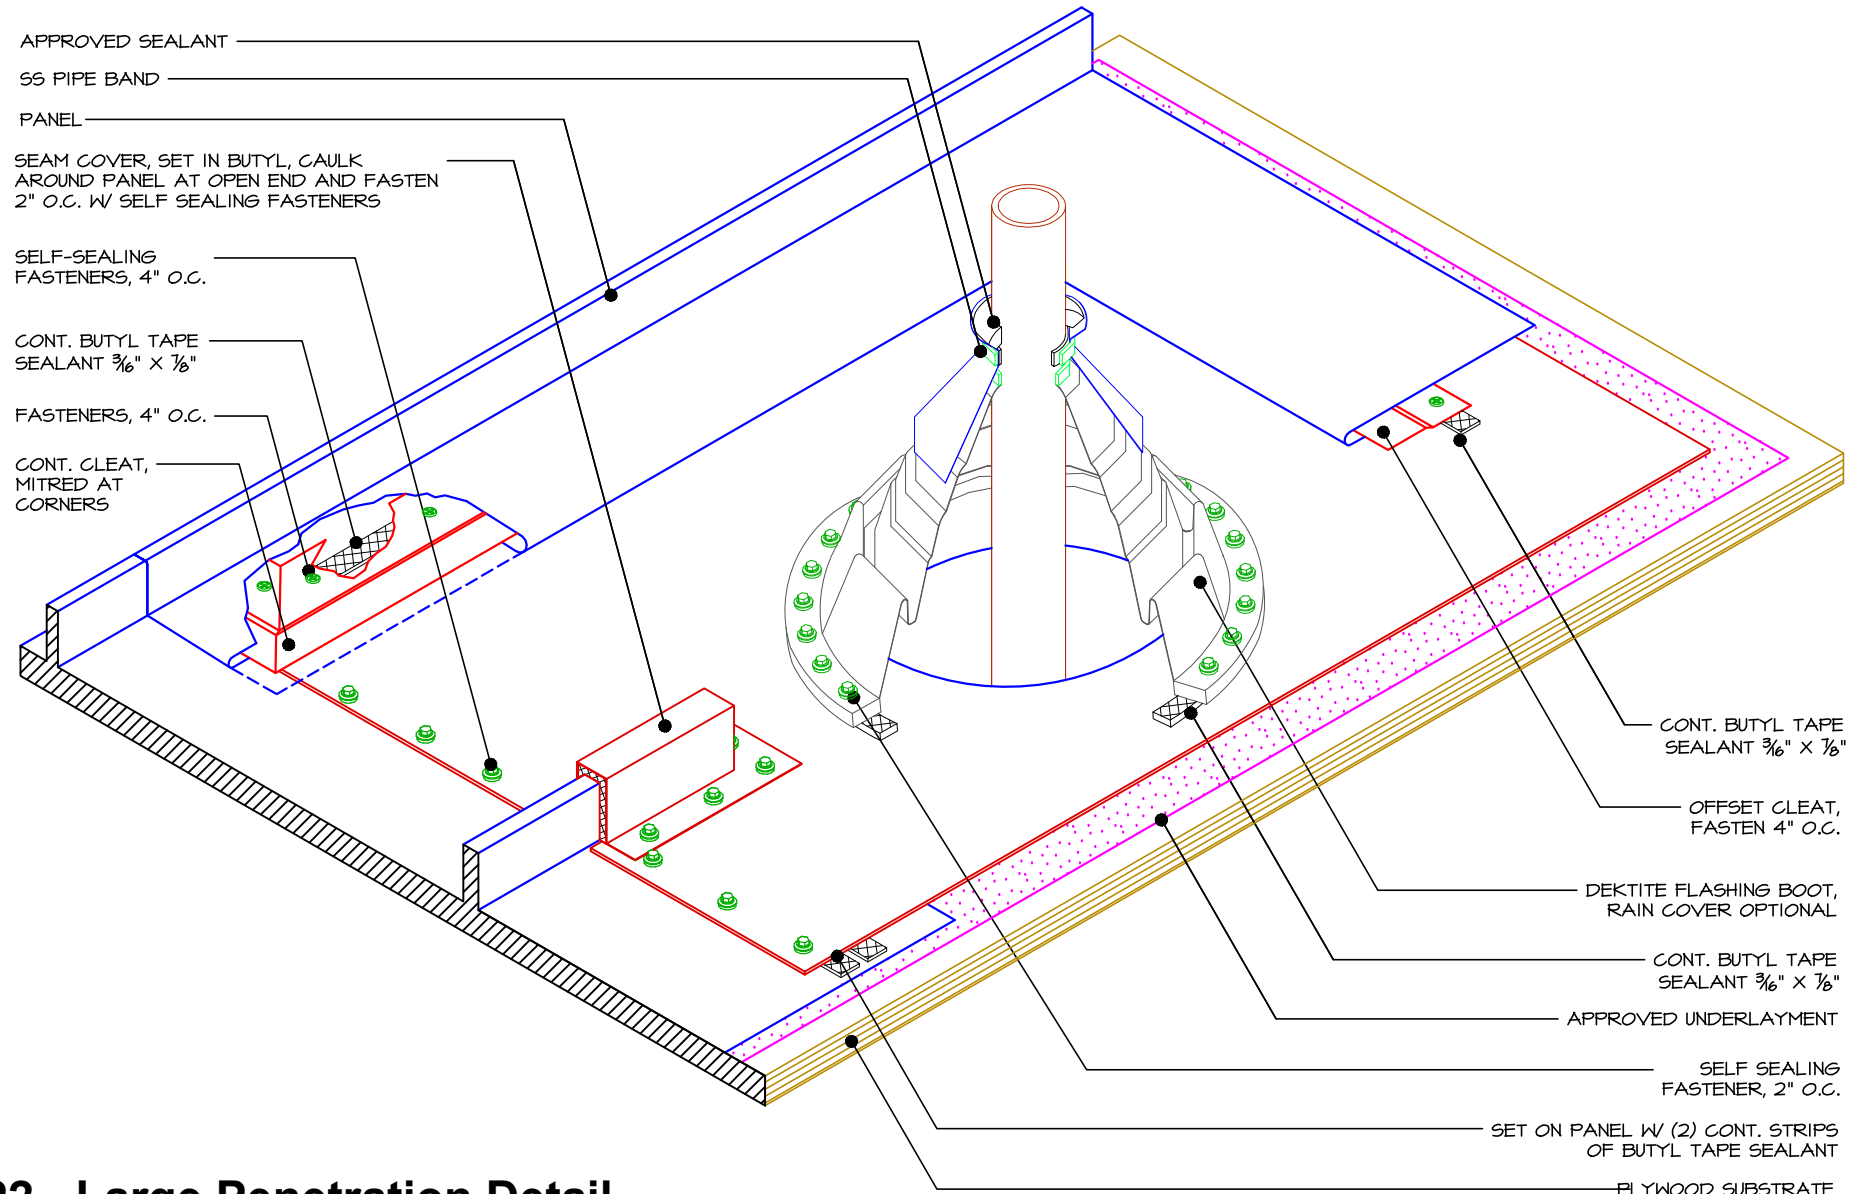 APPROVED SEALANT
SS PIPE BAND
PANEL
SEAM COVER, SET IN BUTYL, CAULK
AROUND PANEL AT OPEN END AND FASTEN
2" O.C. W/ SELF SEALING FASTENERS
SELF-SEALING
FASTENERS, 4" O.C.
CONT. BUTYL TAPE
SEALANT 3/16" X 7/8"
FASTENERS, 4" O.C.
CONT. CLEAT,
MITRED AT
CORNERS
CONT. BUTYL TAPE
SEALANT 3/16" X 7/8"
OFFSET CLEAT,
FASTEN 4" O.C.
DEKTITE FLASHING BOOT,
RAIN COVER OPTIONAL
CONT. BUTYL TAPE
SEALANT 3/16" X 7/8"
APPROVED UNDERLAYMENT
SELF SEALING
FASTENER, 2" O.C.
SET ON PANEL W/ (2) CONT. STRIPS
OF BUTYL TAPE SEALANT
PLYWOOD SUBSTRATE
Large Penetration Detail